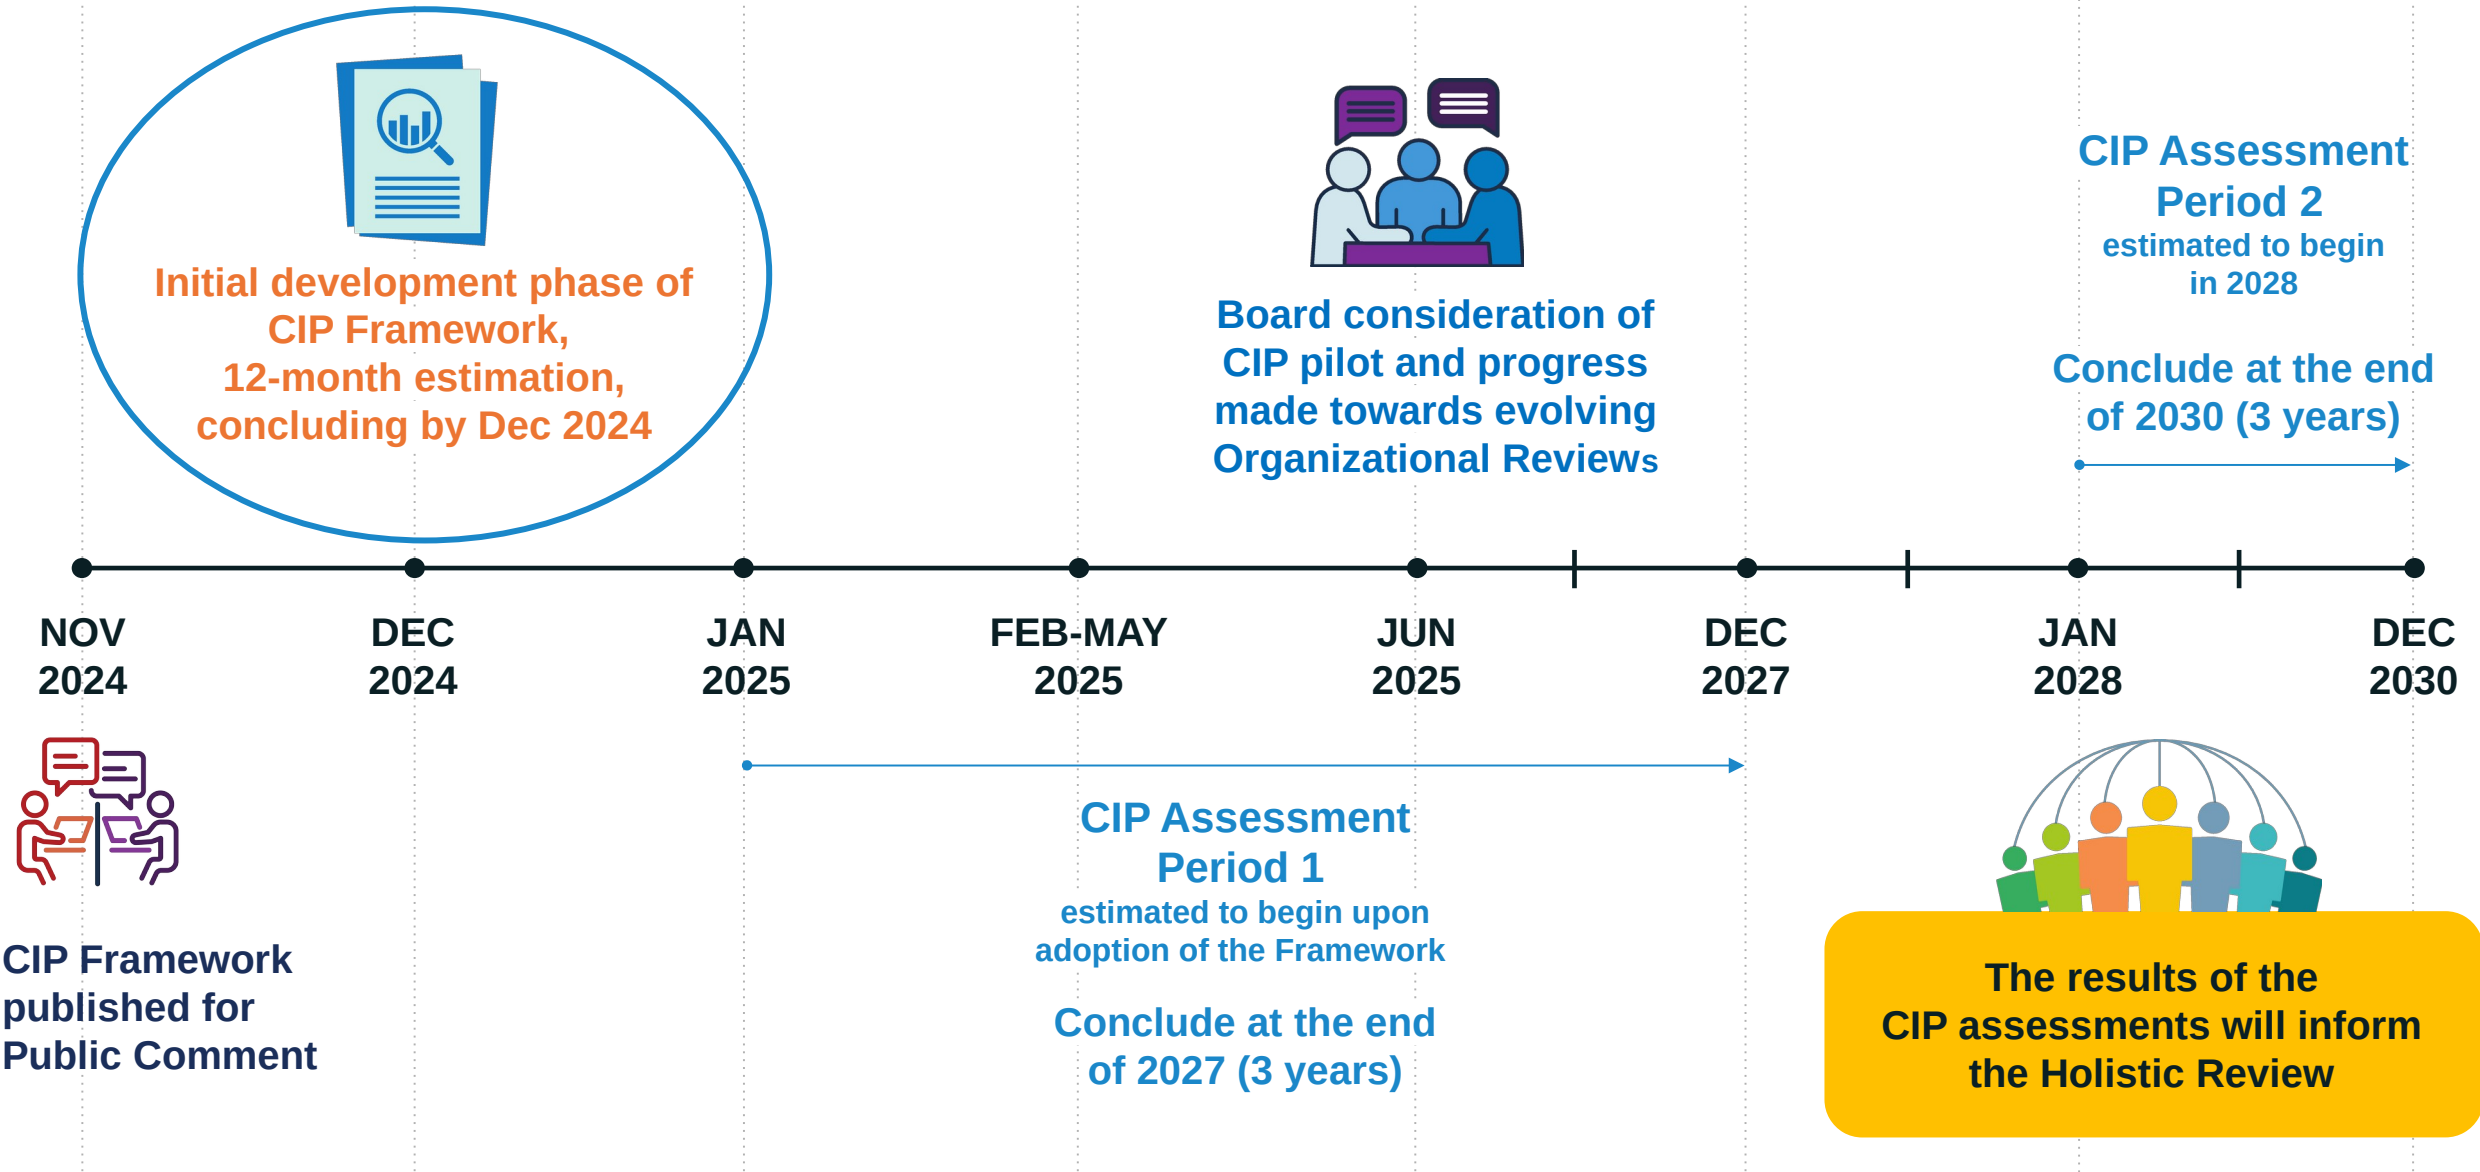 Initial development phase of
CIP Framework,
12-month estimation,
concluding by Dec 2024
Board consideration of
CIP pilot and progress
made towards evolving
Organizational Reviews
CIP Assessment
Period 2
estimated to begin
in 2028
Conclude at the end
of 2030 (3 years)
NOV
2024
DEC
2024
JAN
2025
FEB-MAY
2025
JUN
2025
DEC
2027
JAN
2028
DEC
2030
CIP Framework
published for
Public Comment
CIP Assessment
Period 1
estimated to begin upon
adoption of the Framework
Conclude at the end
of 2027 (3 years)
The results of the
CIP assessments will inform
the Holistic Review